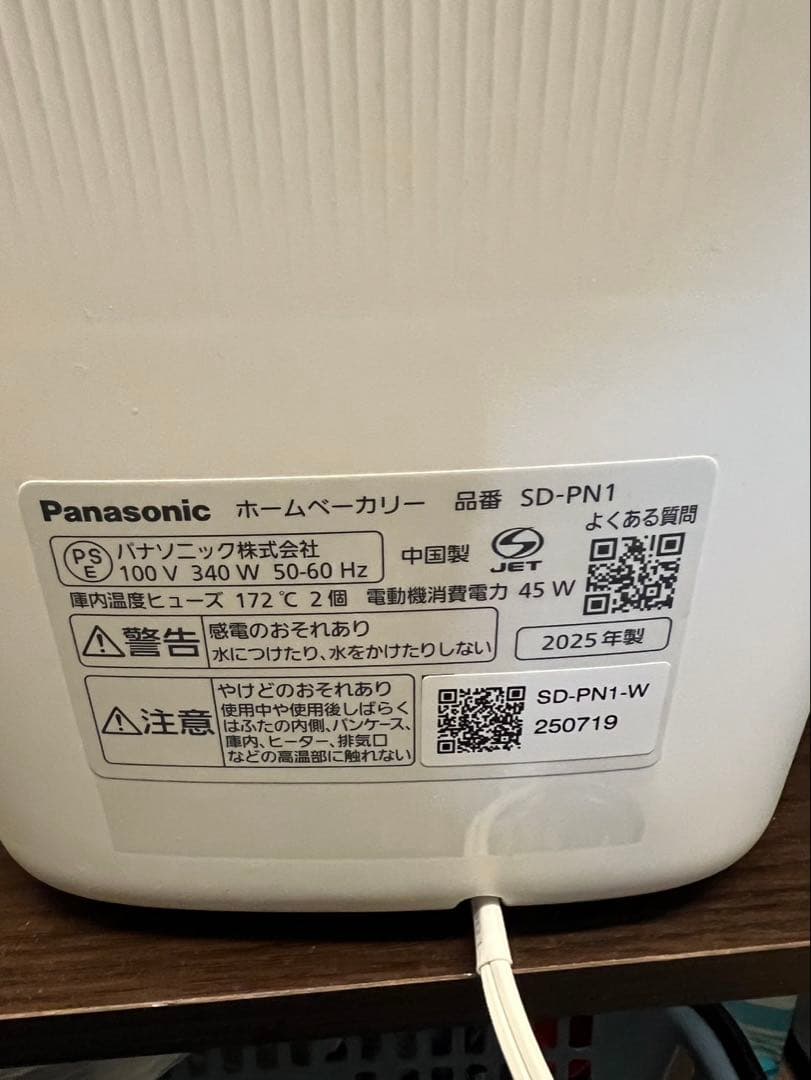 Panasonic ホームベーカリー 品番 SD-PN1
よくある質問
PSE パナソニック株式会社
100 V 340 W 50-60 Hz
中国製
JET
庫内温度ヒューズ 172℃ 2個 電動機消費電力 45 W
警告
感電のおそれあり
水につけたり、水をかけたりしない
2025年製
注意
やけどのおそれあり
使用中や使用後しばらく
はふたの内側、パンケース、
庫内、ヒーター、排気口
などの高温部に触れない
SD-PN1-W
250719